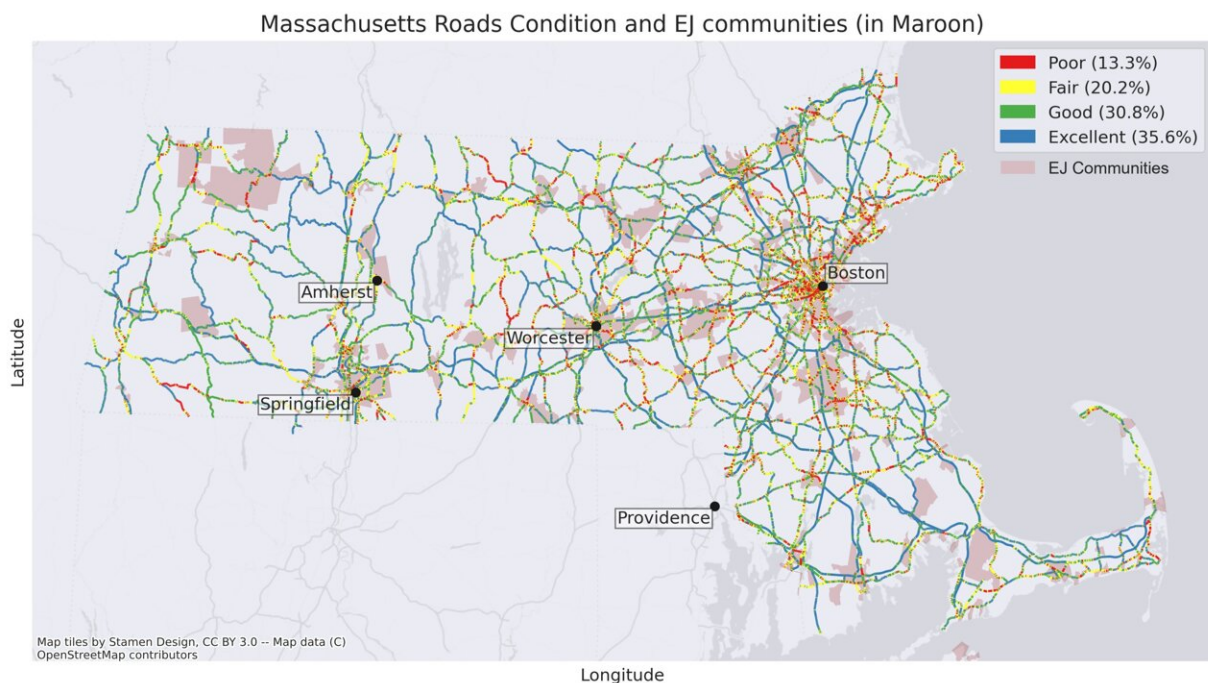 Massachusetts Roads Condition and EJ communities (in Maroon)
Poor (13.3%)
Fair (20.2%)
Good (30.8%)
Excellent (35.6%)
EJ Communities
Boston
Amherst
Worcester
Springfield
Providence
Latitude
Map tiles by Stamen Design, CC BY 3.0 -- Map data (C)
OpenStreetMap contributors
Longitude